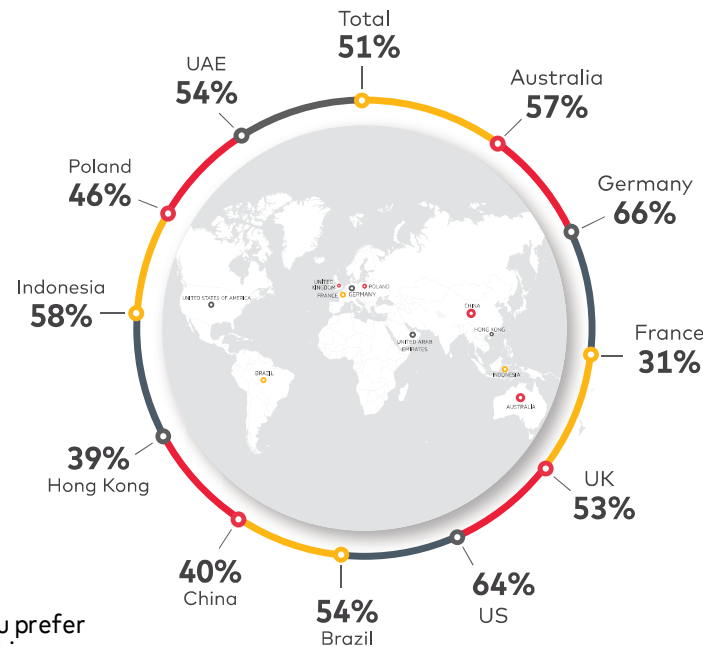 Total
51%
Australia
57%
Germany
66%
France
31%
UK
53%
64%
US
54%
Brazil
40%
China
39%
Hong Kong
Indonesia
58%
Poland
46%
UAE
54%
UNITED STATES OF AMERICA
BRAZIL
UNITED
KINGDOM
FRANCE
GERMANY
POLAND
UNITED ARAB
EMIRATES
CHINA
HONG KONG
INDONESIA
AUSTRALIA
prefer